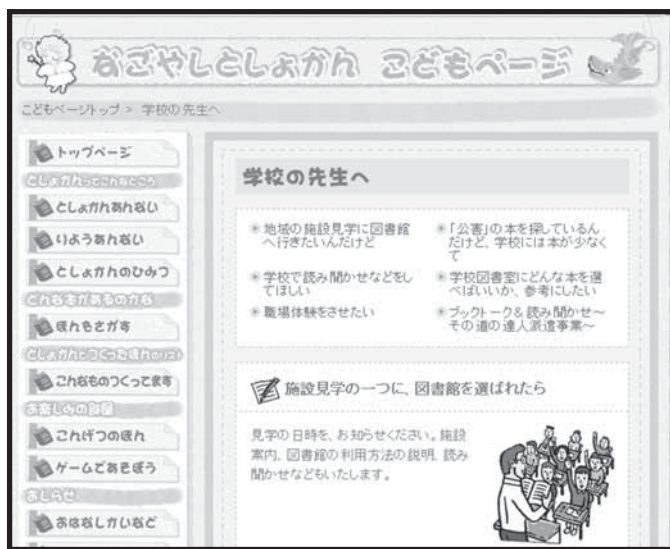 なごやしとしょかん こどもページ
こどもページトップ > 学校の先生へ
トップページ
としょかんってこんなところ
としょかんあんない
りようあんない
としょかんのひみつ
どんな本があるのかな
ほんをさがす
としょかんでつくったほんのリスト
こんなものつくってます
お楽しみの部屋
こんげつのほん
ゲームであそぼう
おしらせ
おはなしかいなど
学校の先生へ
地域の施設見学に図書館
へ行きたいんだけど
学校で読み聞かせなどをし
てほしい
職場体験をさせたい
「公害」の本を探しているん
だけど、学校には本が少なく
て
学校図書室にどんな本を選
べばいいか、参考にしたい
ブックトーク&読み聞かせ~
その道の達人派遣事業~
施設見学の一つに、図書館を選ばれたら
見学の日時を、お知らせください。施設
案内、図書館の利用方法の説明、読み
聞かせなどもいたします。